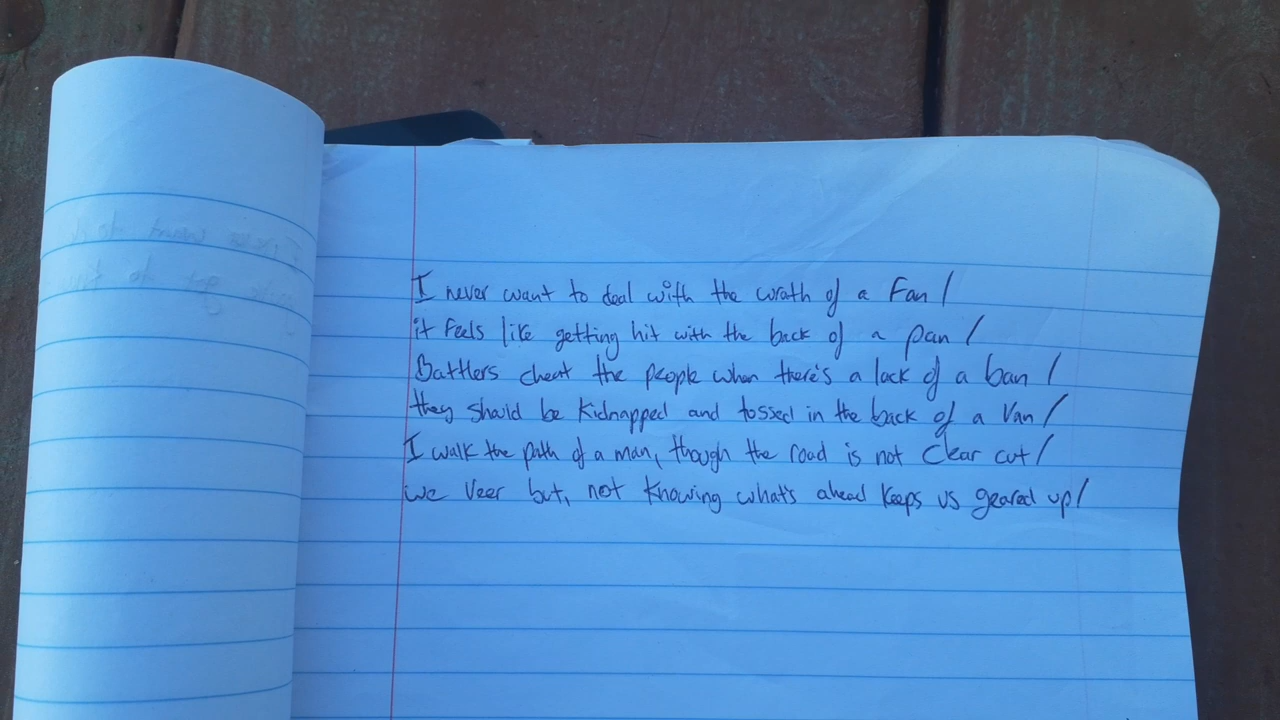 I never want to deal with the wrath of a Fan /
it feels like getting hit with the back of a pan /
Battlers cheat the people when there's a lack of a ban /
they should be kidnapped and tossed in the back of a Van /
I walk the path of a man, though the road is not clear cut /
we veer but, not knowing what's ahead keeps us geared up /